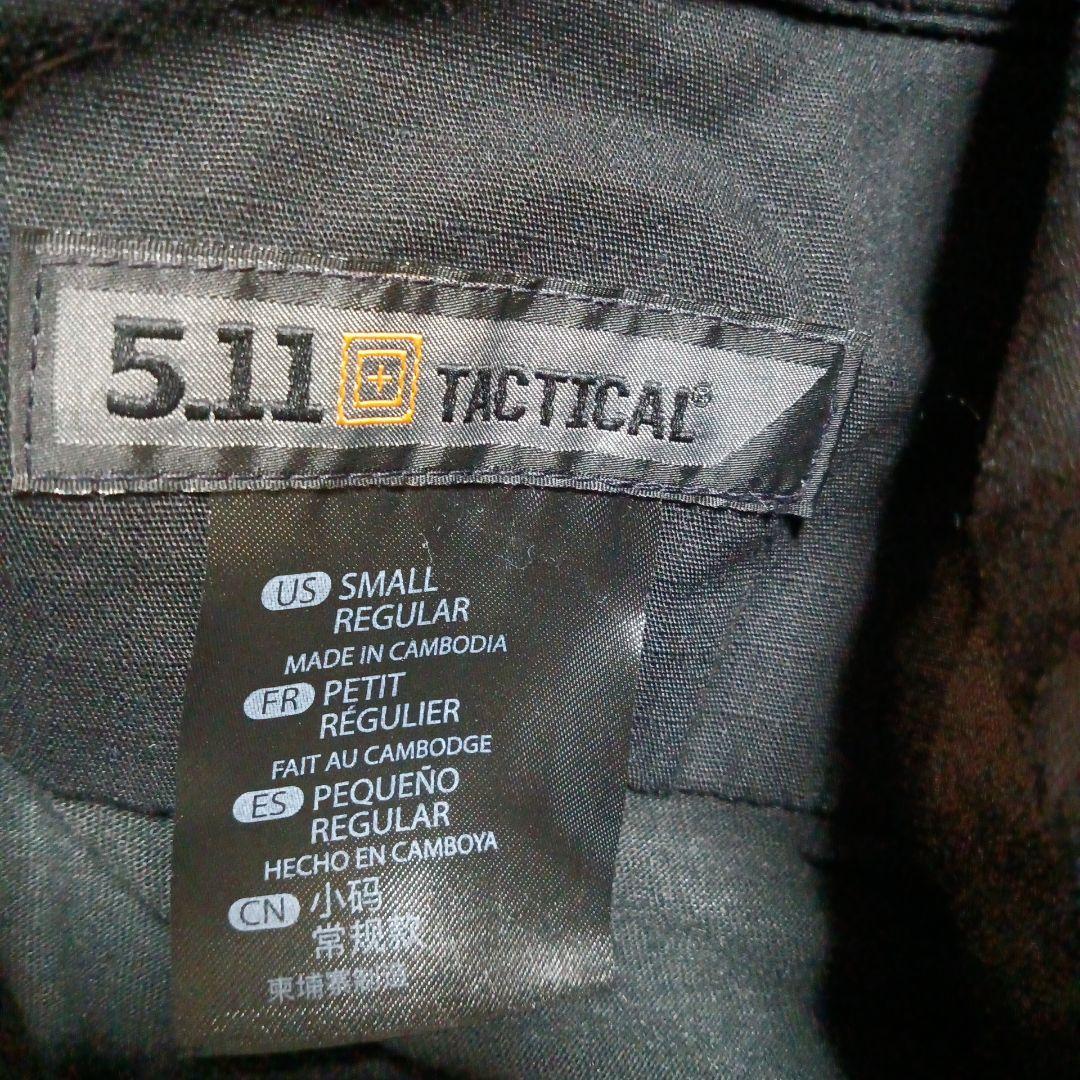 5.11 TACTICAL®
US SMALL
REGULAR
MADE IN CAMBODIA
FR PETIT
RÉGULIER
FAIT AU CAMBODGE
ES PEQUEÑO
REGULAR
HECHO EN CAMBOYA
CN 小码
常规款
柬埔寨制造